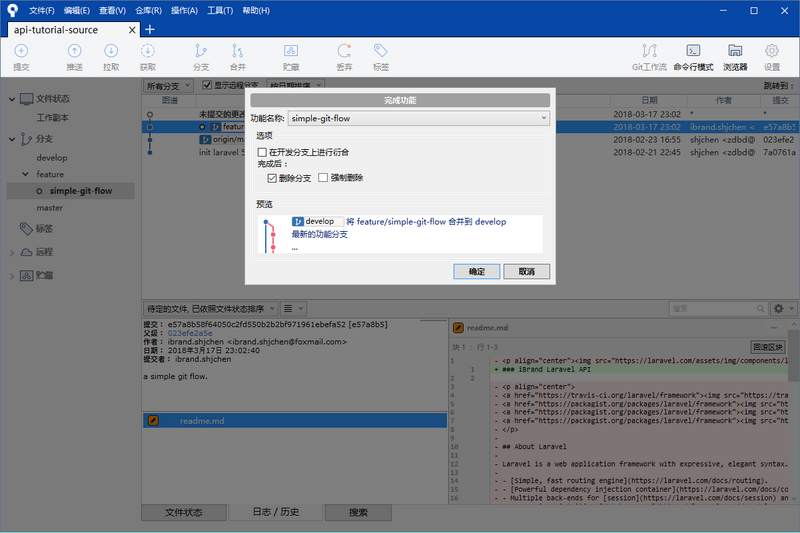 文件(F) 编辑(E) 查看(V) 仓库(R) 操作(A) 工具(T) 帮助(H)
api-tutorial-source
提交 推送 拉取 获取 分支 合并 贮藏 丢弃 标签 Git工作流 命令行模式 浏览器 设置
所有分支 显示远程分支 按日期排序 跳转到：
图谱 日期 作者 提交
未提交的更改 2018-03-17 23:02 * *
featur 2018-03-17 23:02 ibrand.shjchen < e57a8b5
origin/m 2018-02-23 16:55 shjchen <zdbd@ 023efe2
init laravel 5 2018-02-21 22:45 shjchen <zdbd@ 7a0761a
文件状态
工作副本
分支
develop
feature
simple-git-flow
master
标签
远程
贮藏
完成功能
功能名称: simple-git-flow
选项
在开发分支上进行衍合
完成后：
删除分支 强制删除
预览
develop 将 feature/simple-git-flow 合并到 develop
最新的功能分支
...
确定 取消
待定的文件, 已依照文件状态排序 搜索
提交： e57a8b58f64050c2fd550b2b2bf971961ebefa52 [e57a8b5]
父级： 023efe2a5e
作者： ibrand.shjchen <ibrand.shjchen@foxmail.com>
日期： 2018年3月17日 23:02:40
提交者： ibrand.shjchen
a simple git flow.
readme.md
readme.md
块 1 ： 行 1-3 回滚区块
1 - <p align="center"><img src="https://laravel.com/assets/img/components/l
1 + ### iBrand Laravel API
2 2
3 - <p align="center">
4 - <a href="https://travis-ci.org/laravel/framework"><img src="https://tra
5 - <a href="https://packagist.org/packages/laravel/framework"><img src="ht
6 - <a href="https://packagist.org/packages/laravel/framework"><img src="ht
7 - <a href="https://packagist.org/packages/laravel/framework"><img src="ht
8 - </p>
9 -
10 - ## About Laravel
11 -
12 - Laravel is a web application framework with expressive, elegant syntax.
13 -
14 - - [Simple, fast routing engine](https://laravel.com/docs/routing).
15 - - [Powerful dependency injection container](https://laravel.com/docs/co
16 - - Multiple back-ends for [session](https://laravel.com/docs/session) an
文件状态 日志 / 历史 搜索